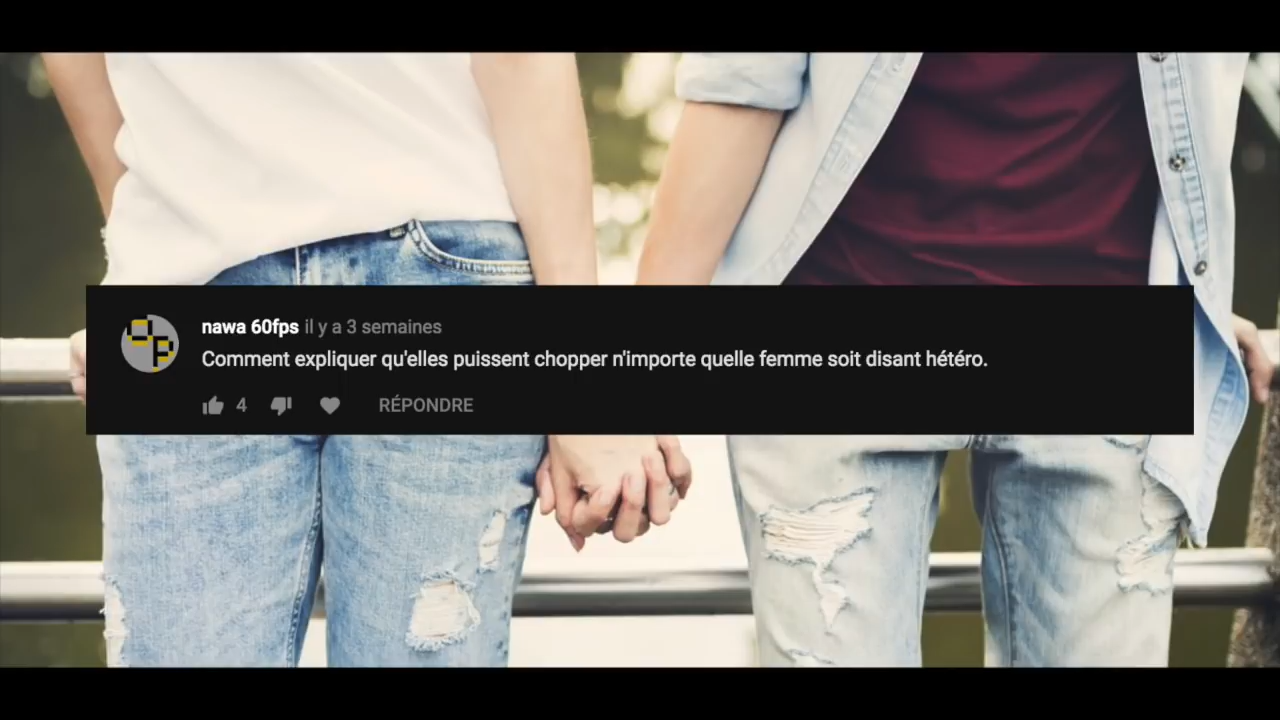 nawa 60fps il y a 3 semaines
Comment expliquer qu'elles puissent chopper n'importe quelle femme soit disant hétéro.
4 RÉPONDRE